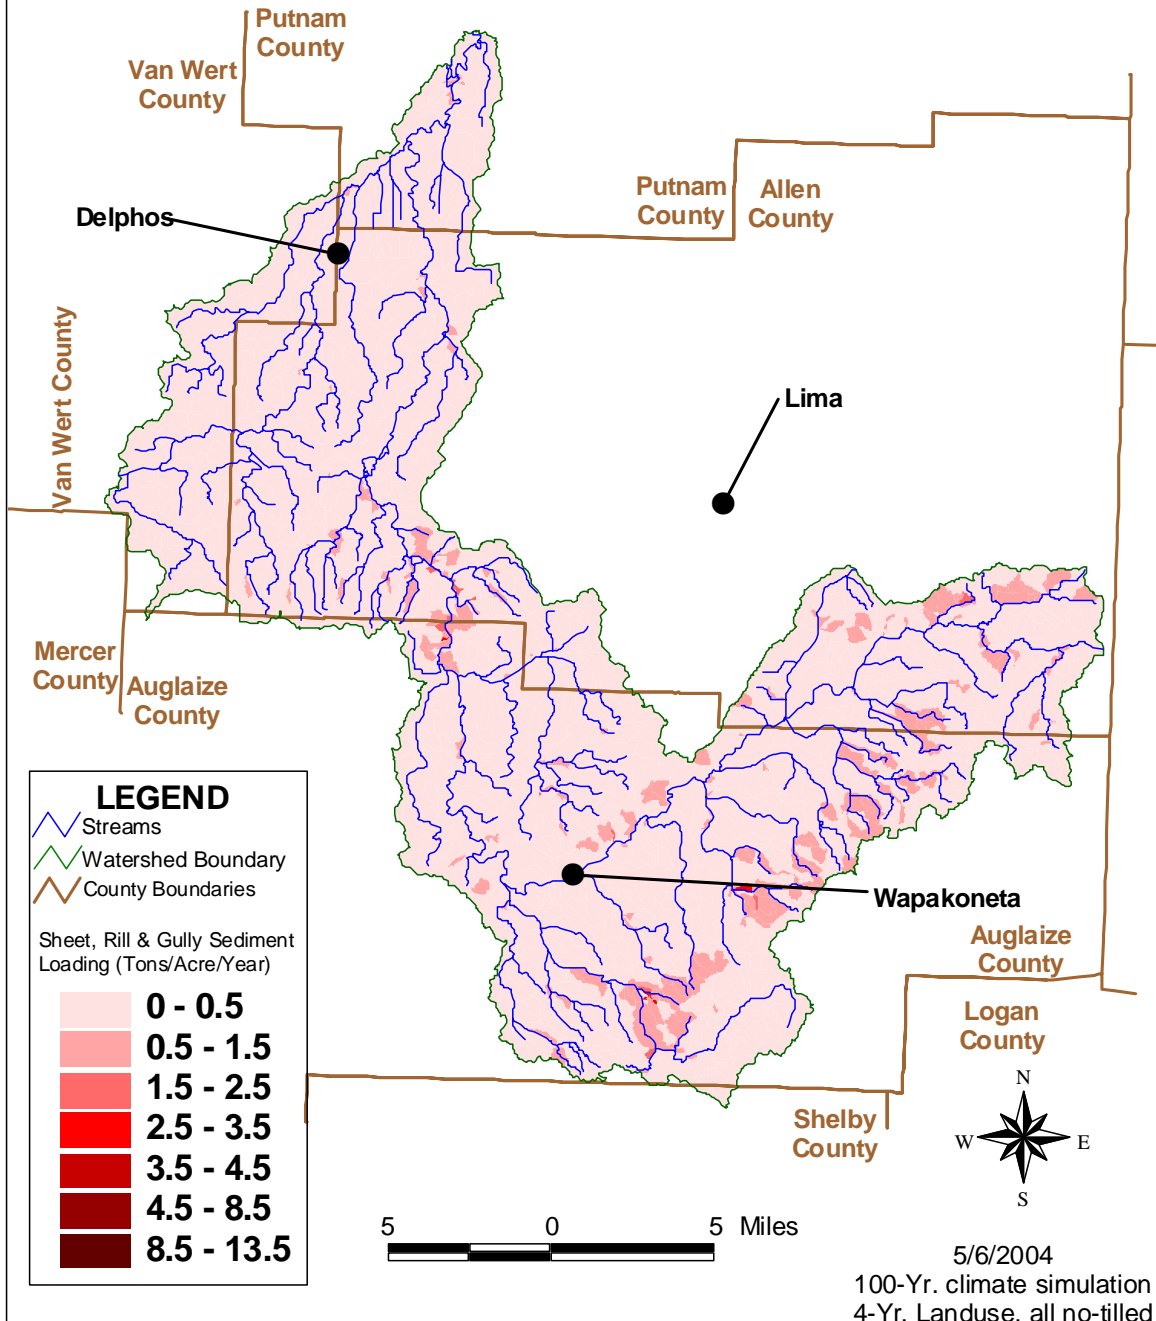 Putnam
County
Van Wert
County
Putnam
County
Allen
County
Delphos
Van Wert County
Lima
Mercer
County
Auglaize
County
LEGEND
Streams
Watershed Boundary
County Boundaries
Sheet, Rill & Gully Sediment
Loading (Tons/Acre/Year)
0 - 0.5
0.5 - 1.5
1.5 - 2.5
2.5 - 3.5
3.5 - 4.5
4.5 - 8.5
8.5 - 13.5
Wapakoneta
Auglaize
County
Logan
County
Shelby
County
N
W E
S
5 0 5 Miles
5/6/2004
100-Yr. climate simulation
4-Yr. Landuse, all no-tilled